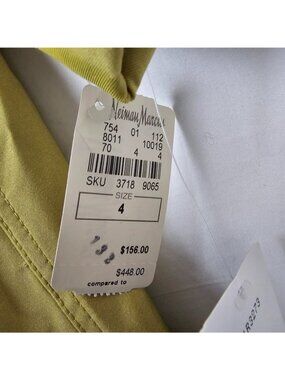 Neiman Marcus
754 01 112
8011 10019
70 4 4
SKU 3718 9065
SIZE
4
133
$156.00
$448.00
compared to